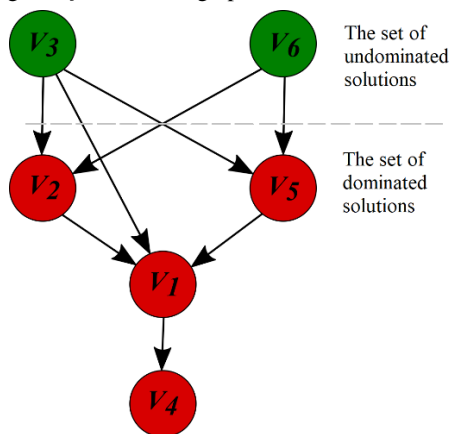 V3
V6
The set of
undominated
solutions
V2
V5
The set of
dominated
solutions
V1
V4